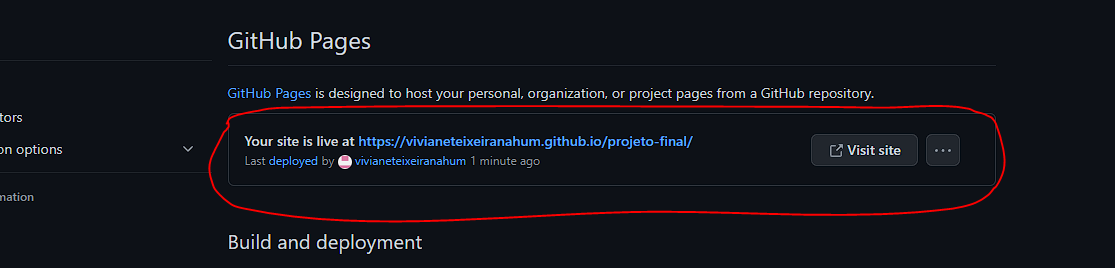 GitHub Pages
GitHub Pages is designed to host your personal, organization, or project pages from a GitHub repository.
tors
on options
mation
Your site is live at https://vivianeteixeiranahum.github.io/projeto-final/
Last deployed by vivianeteixeiranahum 1 minute ago
Visit site
...
Build and deployment